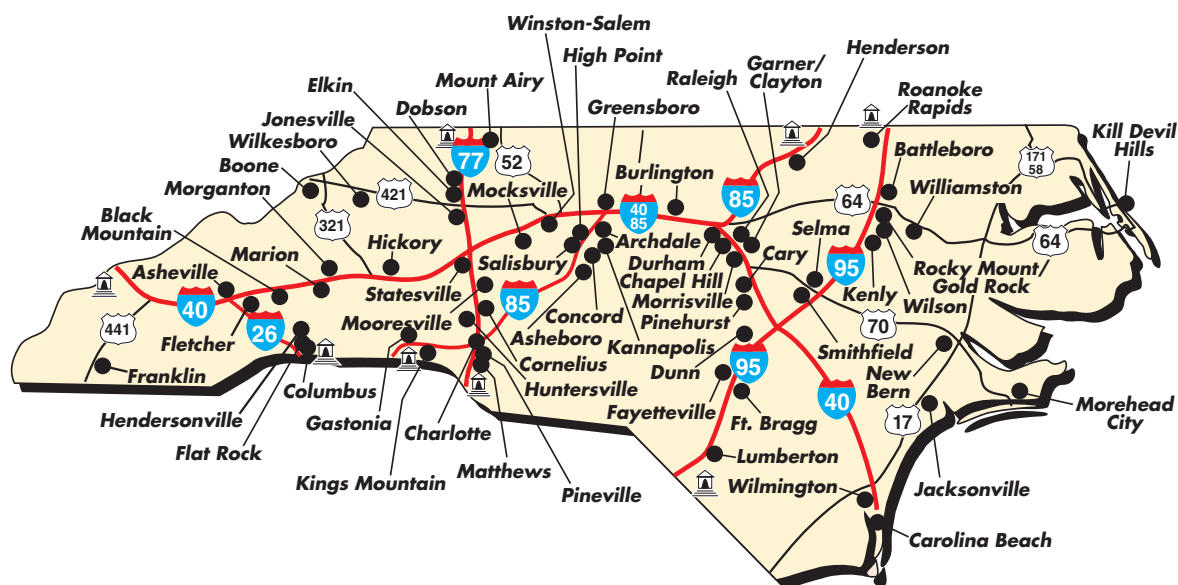 Winston-Salem
High Point
Henderson
Garner/
Clayton
Raleigh
Mount Airy
Elkin
Dobson
Greensboro
Roanoke
Rapids
Jonesville
Wilkesboro
Boone
Morganton
Kill Devil
Hills
77
52
Battleboro
171
58
421
Mocksville
Burlington
85
64
Williamston
Black
Mountain
321
40
85
Hickory
Marion
Archdale
Durham
Selma
64
Salisbury
Cary
Asheville
Statesville
Chapel Hill
95
Rocky Mount/
Gold Rock
40
85
Morrisville
Kenly
Wilson
441
26
Mooresville
Concord
Pinehurst
70
Fletcher
Asheboro
Kannapolis
Smithfield
Franklin
Columbus
Cornelius
Dunn
95
New
Bern
Huntersville
Hendersonville
Gastonia
Fayetteville
40
Morehead
City
Ft. Bragg
17
Flat Rock
Charlotte
Kings Mountain
Matthews
Lumberton
Pineville
Wilmington
Jacksonville
Carolina Beach